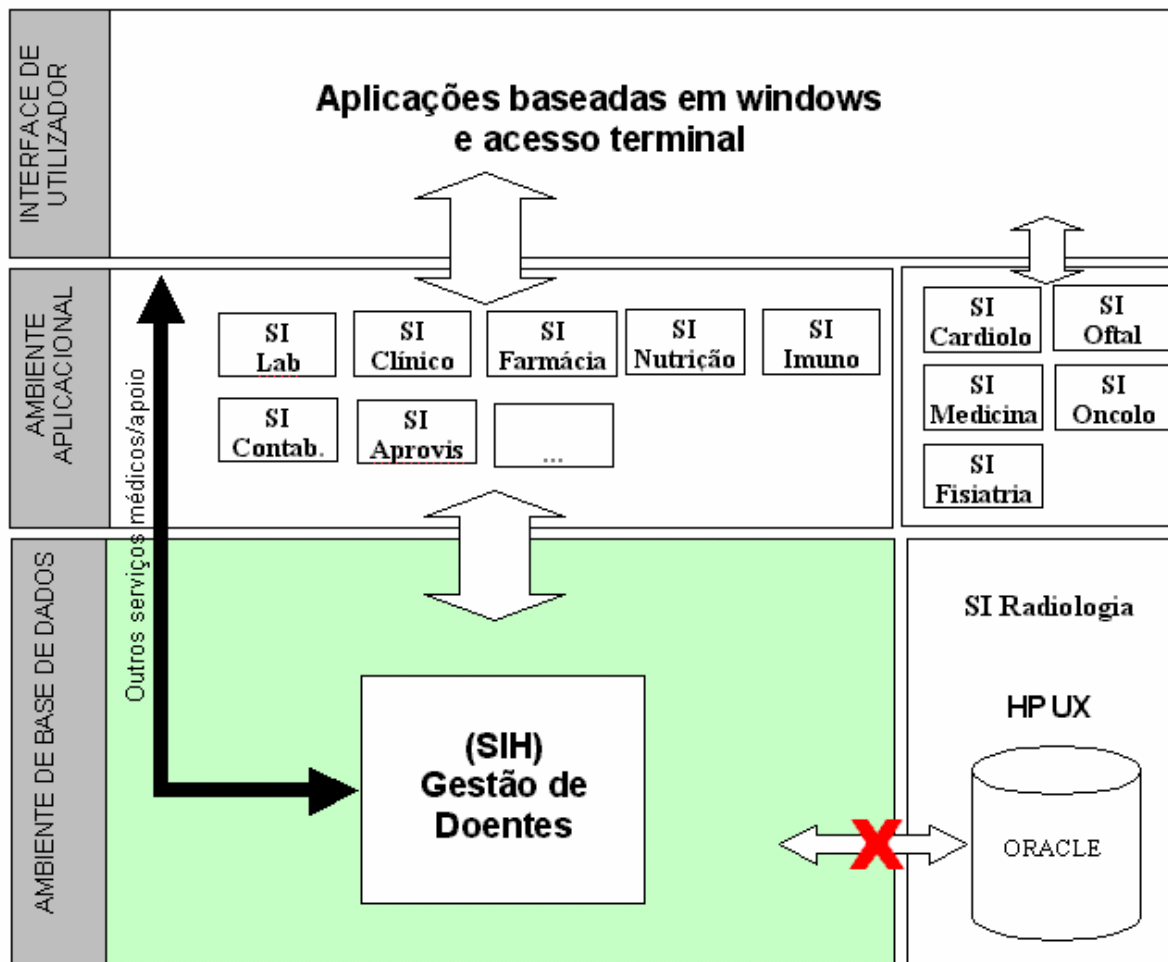 INTERFACE DE
UTILIZADOR
Aplicações baseadas em windows
e acesso terminal
AMBIENTE
APLICACIONAL
Outros serviços médicos/apoio
SI
Lab
SI
Clínico
SI
Farmácia
SI
Nutrição
SI
Imuno
SI
Contab.
SI
Aprovis
...
SI
Cardiolo
SI
Oftal
SI
Medicina
SI
Oncolo
SI
Fisiatria
AMBIENTE DE BASE DE DADOS
(SIH)
Gestão de
Doentes
X
SI Radiologia
HP UX
ORACLE